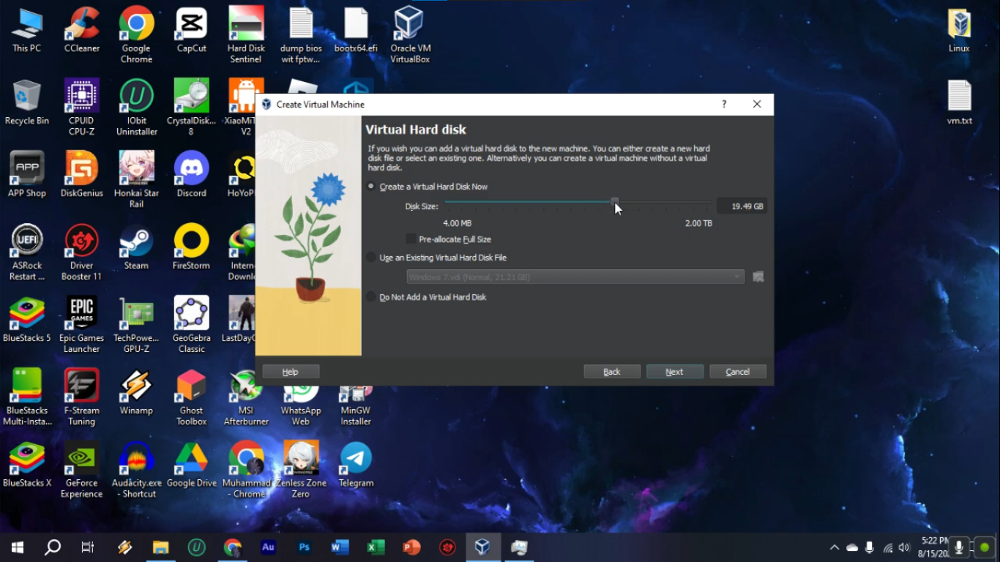 This PC
CCleaner
Google
Chrome
CapCut
Hard Disk
Sentinel
dump bios
wit fptw...
bootx64.efi
Oracle VM
VirtualBox
Linux
Recycle Bin
CPUID
CPU-Z
IObit
Uninstaller
CrystalDisk...
8
XiaoMiT
V2
vm.txt
APP
APP Shop
DiskGenius
Honkai Star
Rail
Discord
HoYoP
UEFI
ASRock
Restart ...
Driver
Booster 11
Steam
FireStorm
Intern
Downl
BlueStacks 5
EPIC
GAMES
Epic Games
Launcher
TechPowe...
GPU-Z
GeoGebra
Classic
LastDayO
BlueStacks
Multi-Insta...
F-Stream
Tuning
Winamp
Ghost
Toolbox
MSI
Afterburner
WhatsApp
Web
MinGW
Installer
BlueStacks X
GeForce
Experience
Audacity.exe
- Shortcut
Google Drive
Muhammad
- Chrome
Zenless Zone
Zero
Telegram
Create Virtual Machine
?
Virtual Hard disk
If you wish you can add a virtual hard disk to the new machine. You can either create a new hard
disk file or select an existing one. Alternatively you can create a virtual machine without a virtual
hard disk.
Create a Virtual Hard Disk Now
Disk Size:
19.49 GB
4.00 MB
2.00 TB
Pre-allocate Full Size
Use an Existing Virtual Hard Disk File
Windows 7.vdi (Normal, 21.21 GB)
Do Not Add a Virtual Hard Disk
Help
Back
Next
Cancel
Au
Ps
5:22 PM
8/15/20